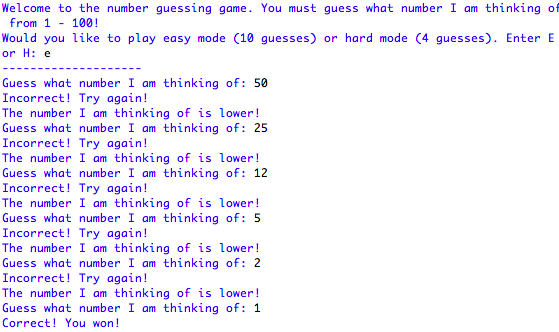 Welcome to the number guessing game. You must guess what number I am thinking of
from 1 - 100!
Would you like to play easy mode (10 guesses) or hard mode (4 guesses). Enter E
or H: e
--------------------
Guess what number I am thinking of: 50
Incorrect! Try again!
The number I am thinking of is lower!
Guess what number I am thinking of: 25
Incorrect! Try again!
The number I am thinking of is lower!
Guess what number I am thinking of: 12
Incorrect! Try again!
The number I am thinking of is lower!
Guess what number I am thinking of: 5
Incorrect! Try again!
The number I am thinking of is lower!
Guess what number I am thinking of: 2
Incorrect! Try again!
The number I am thinking of is lower!
Guess what number I am thinking of: 1
Correct! You won!